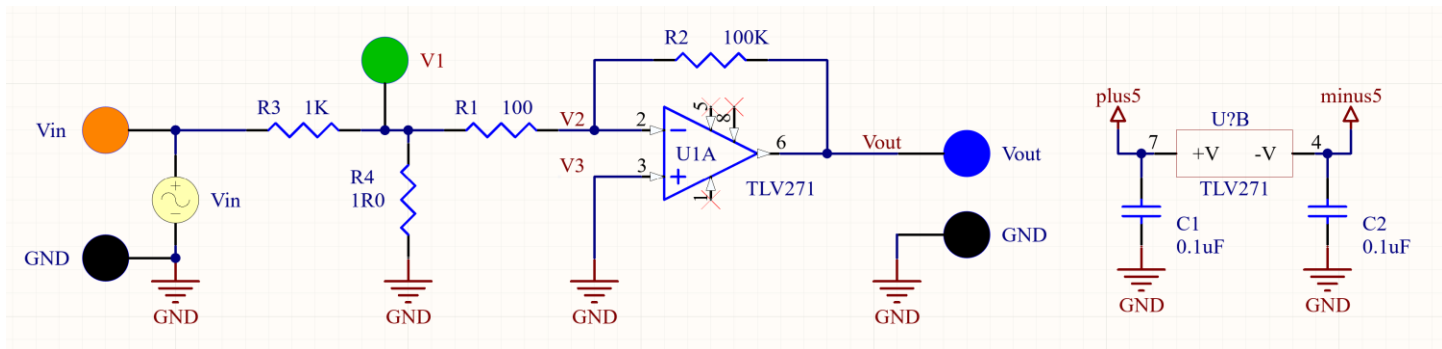 R2 100K
V1
plus5
minus5
R3 1K
R1 100
5
8
U?B
Vin
V2
2
−
6
Vout
7
+V
-V
4
U1A
Vout
R4
1R0
V3
3
+
TLV271
TLV271
1
+
−
Vin
C1
0.1uF
C2
0.1uF
GND
GND
GND
GND
GND
GND
GND
GND
GND